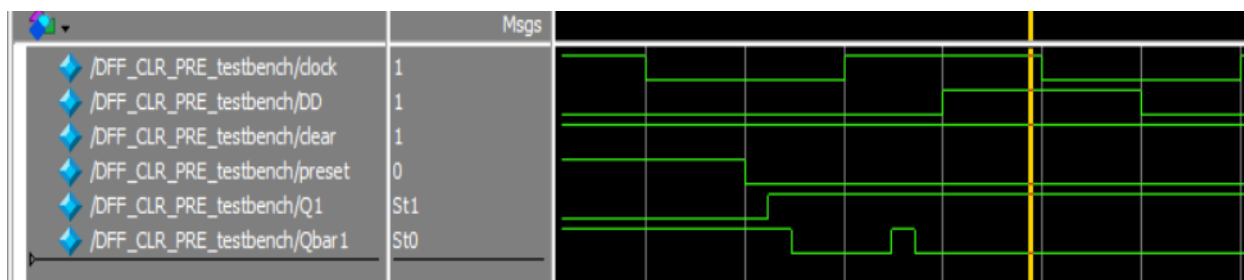 Msgs
/DFF_CLR_PRE_testbench/clock 1
/DFF_CLR_PRE_testbench/DD 1
/DFF_CLR_PRE_testbench/clear 1
/DFF_CLR_PRE_testbench/preset 0
/DFF_CLR_PRE_testbench/Q1 St1
/DFF_CLR_PRE_testbench/Qbar1 St0